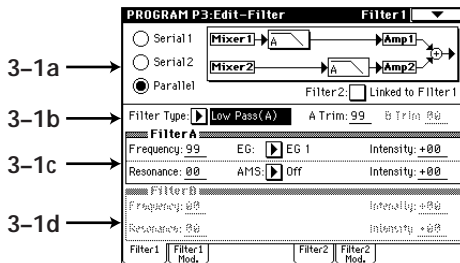 PROGRAM P3:Edit-Filter Filter1
Serial1 Mixer1 A Amp1
3-1a Serial2 Mixer2 A Amp2
Parallel Filter2: Linked to Filter1
3-1b Filter Type: Low Pass(A) A Trim: 99 B Trim 00
Filter A
3-1c Frequency: 99 EG: EG 1 Intensity: +00
Resonance: 00 AMS: Off Intensity: +00
Filter B
3-1d Frequency: 00 Intensity: +00
Resonance: 00 Intensity +00
Filter1 Filter1 Mod. Filter2 Filter2 Mod.